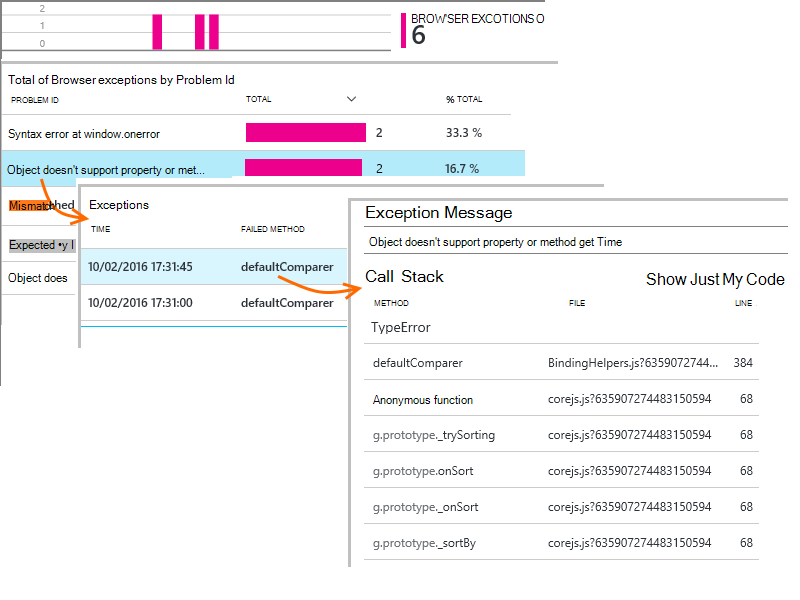 2
1
0
BROWSER EXCOTIONS O
6
Total of Browser exceptions by Problem Id
PROBLEM ID TOTAL % TOTAL
Syntax error at window.onerror 2 33.3 %
Object doesn't support property or met... 2 16.7 %
Mismatched
Expected •y I
Object does
Exceptions
TIME FAILED METHOD
10/02/2016 17:31:45 defaultComparer
10/02/2016 17:31:00 defaultComparer
Exception Message
Object doesn't support property or method get Time
Call Stack Show Just My Code
METHOD FILE LINE
TypeError
defaultComparer BindingHelpers.js?6359072744... 384
Anonymous function corejs.js?635907274483150594 68
g.prototype._trySorting corejs.js?635907274483150594 68
g.prototype.onSort corejs.js?635907274483150594 68
g.prototype._onSort corejs.js?635907274483150594 68
g.prototype._sortBy corejs.js?635907274483150594 68